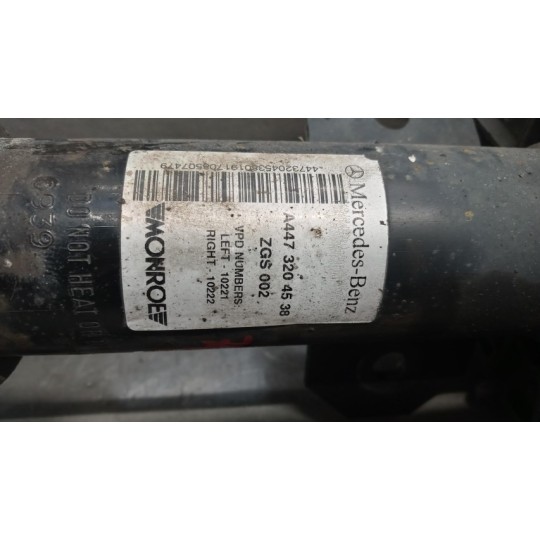 Mercedes-Benz
A447 320 45 38
ZGS 002
VPD NUMBERS
LEFT - 10221
RIGHT - 10222
MONROE
DO NOT HEAT